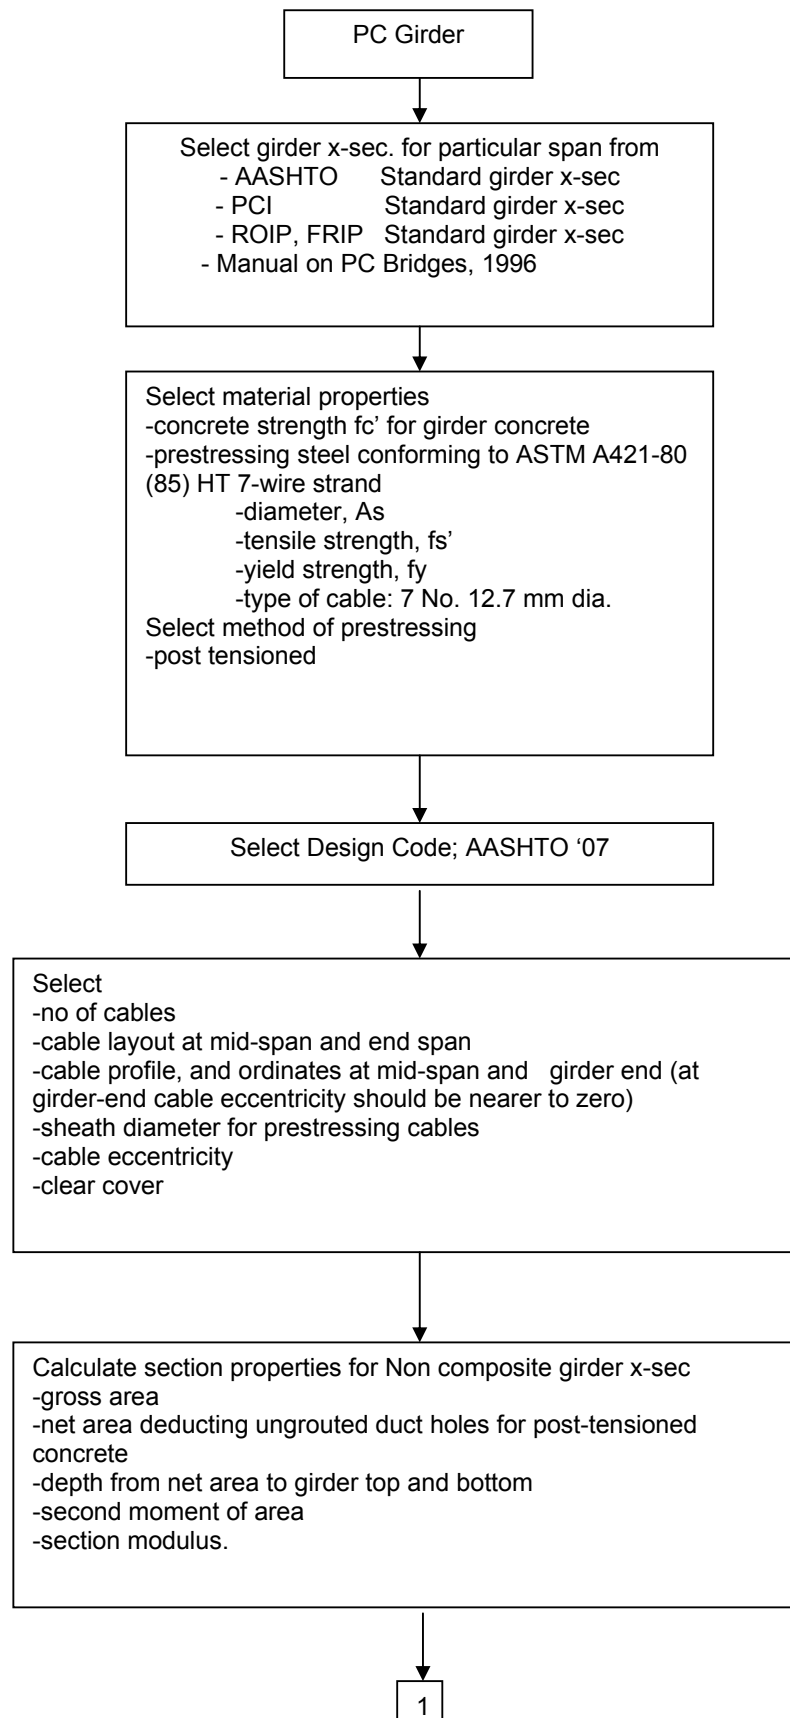 PC Girder
Select girder x-sec. for particular span from
- AASHTO Standard girder x-sec
- PCI Standard girder x-sec
- ROIP, FRIP Standard girder x-sec
- Manual on PC Bridges, 1996
Select material properties
-concrete strength fc’ for girder concrete
-prestressing steel conforming to ASTM A421-80
(85) HT 7-wire strand
-diameter, As
-tensile strength, fs’
-yield strength, fy
-type of cable: 7 No. 12.7 mm dia.
Select method of prestressing
-post tensioned
Select Design Code; AASHTO ‘07
Select
-no of cables
-cable layout at mid-span and end span
-cable profile, and ordinates at mid-span and girder end (at
girder-end cable eccentricity should be nearer to zero)
-sheath diameter for prestressing cables
-cable eccentricity
-clear cover
Calculate section properties for Non composite girder x-sec
-gross area
-net area deducting ungrouted duct holes for post-tensioned
concrete
-depth from net area to girder top and bottom
-second moment of area
-section modulus.
1